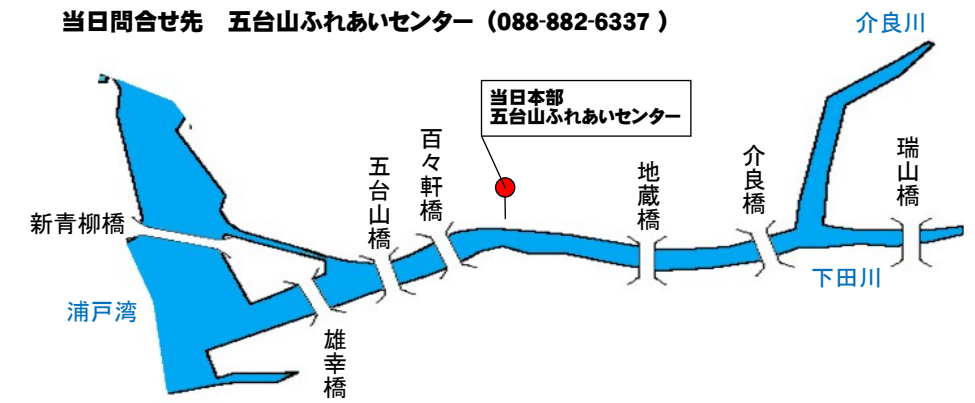 当日問合せ先　五台山ふれあいセンター（088-882-6337 ）
介良川
当日本部
五台山ふれあいセンター
百々軒橋
五台山橋
地蔵橋
介良橋
瑞山橋
新青柳橋
下田川
浦戸湾
雄幸橋